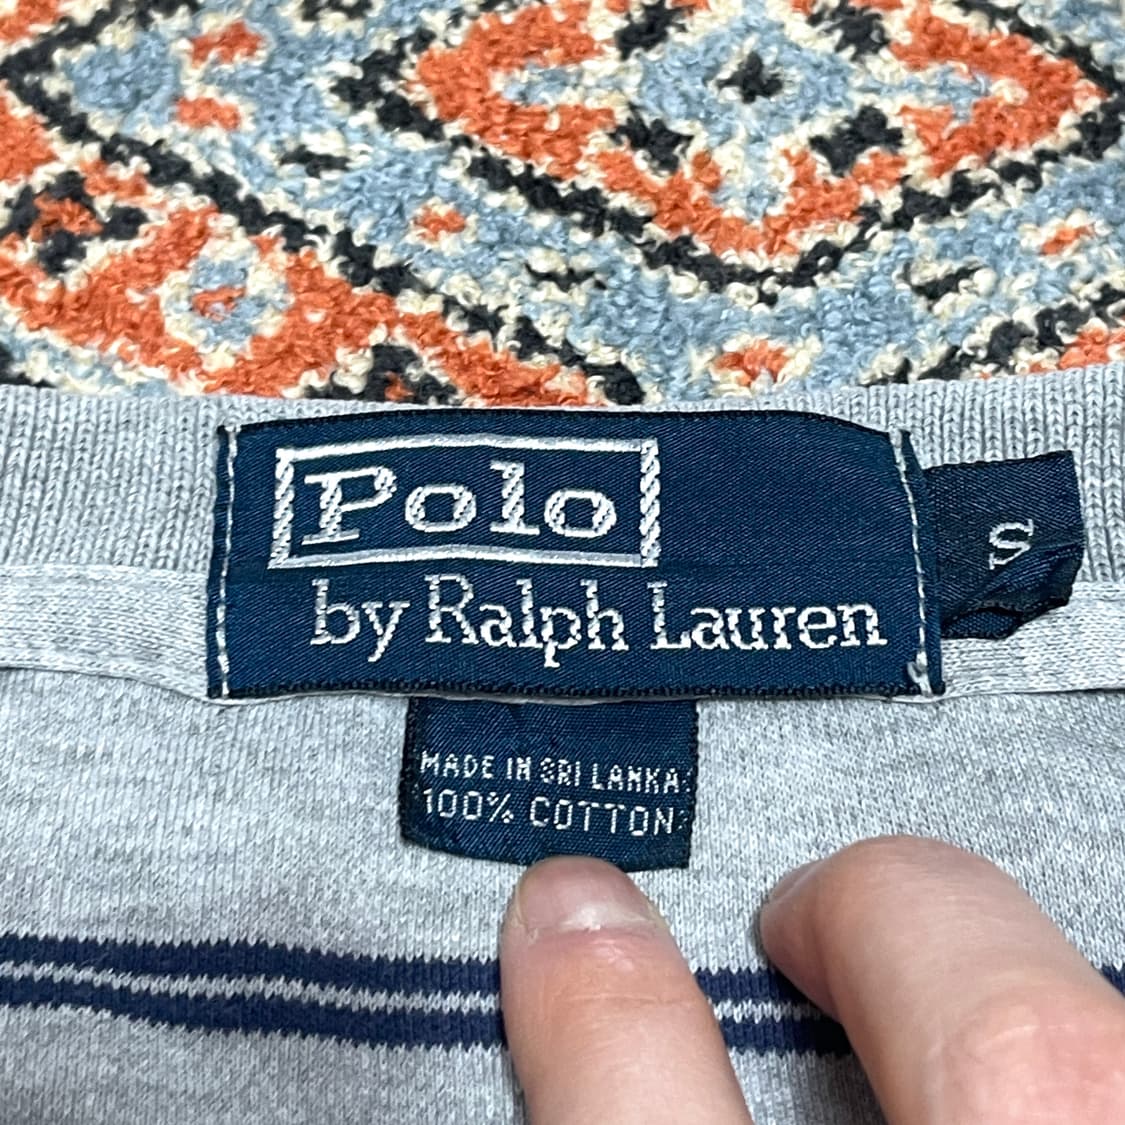 Polo
by Ralph Lauren
S
MADE IN SRI LANKA
100% COTTON